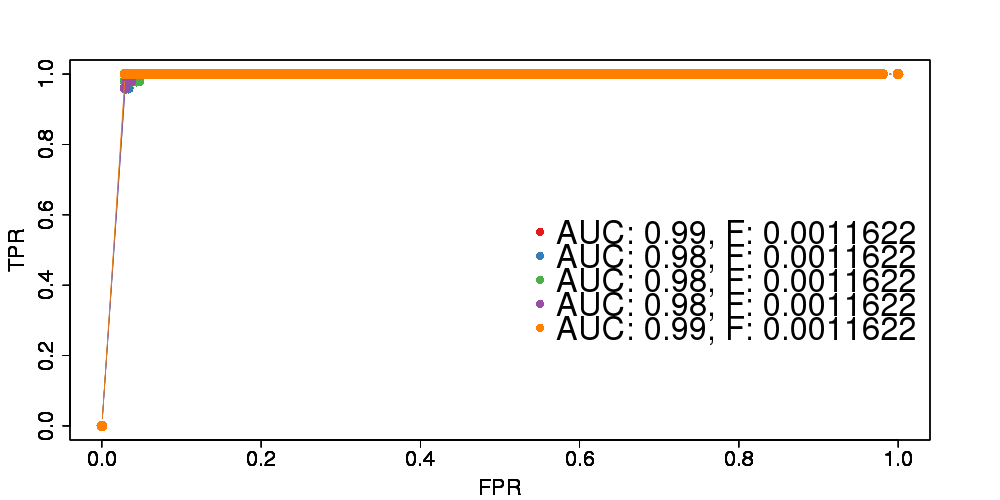 1.0
0.8
0.6
0.4
0.2
0.0
TPR
AUC: 0.99, F: 0.0011622
AUC: 0.98, F: 0.0011622
AUC: 0.98, F: 0.0011622
AUC: 0.98, F: 0.0011622
AUC: 0.99, F: 0.0011622
0.0 0.2 0.4 0.6 0.8 1.0
FPR